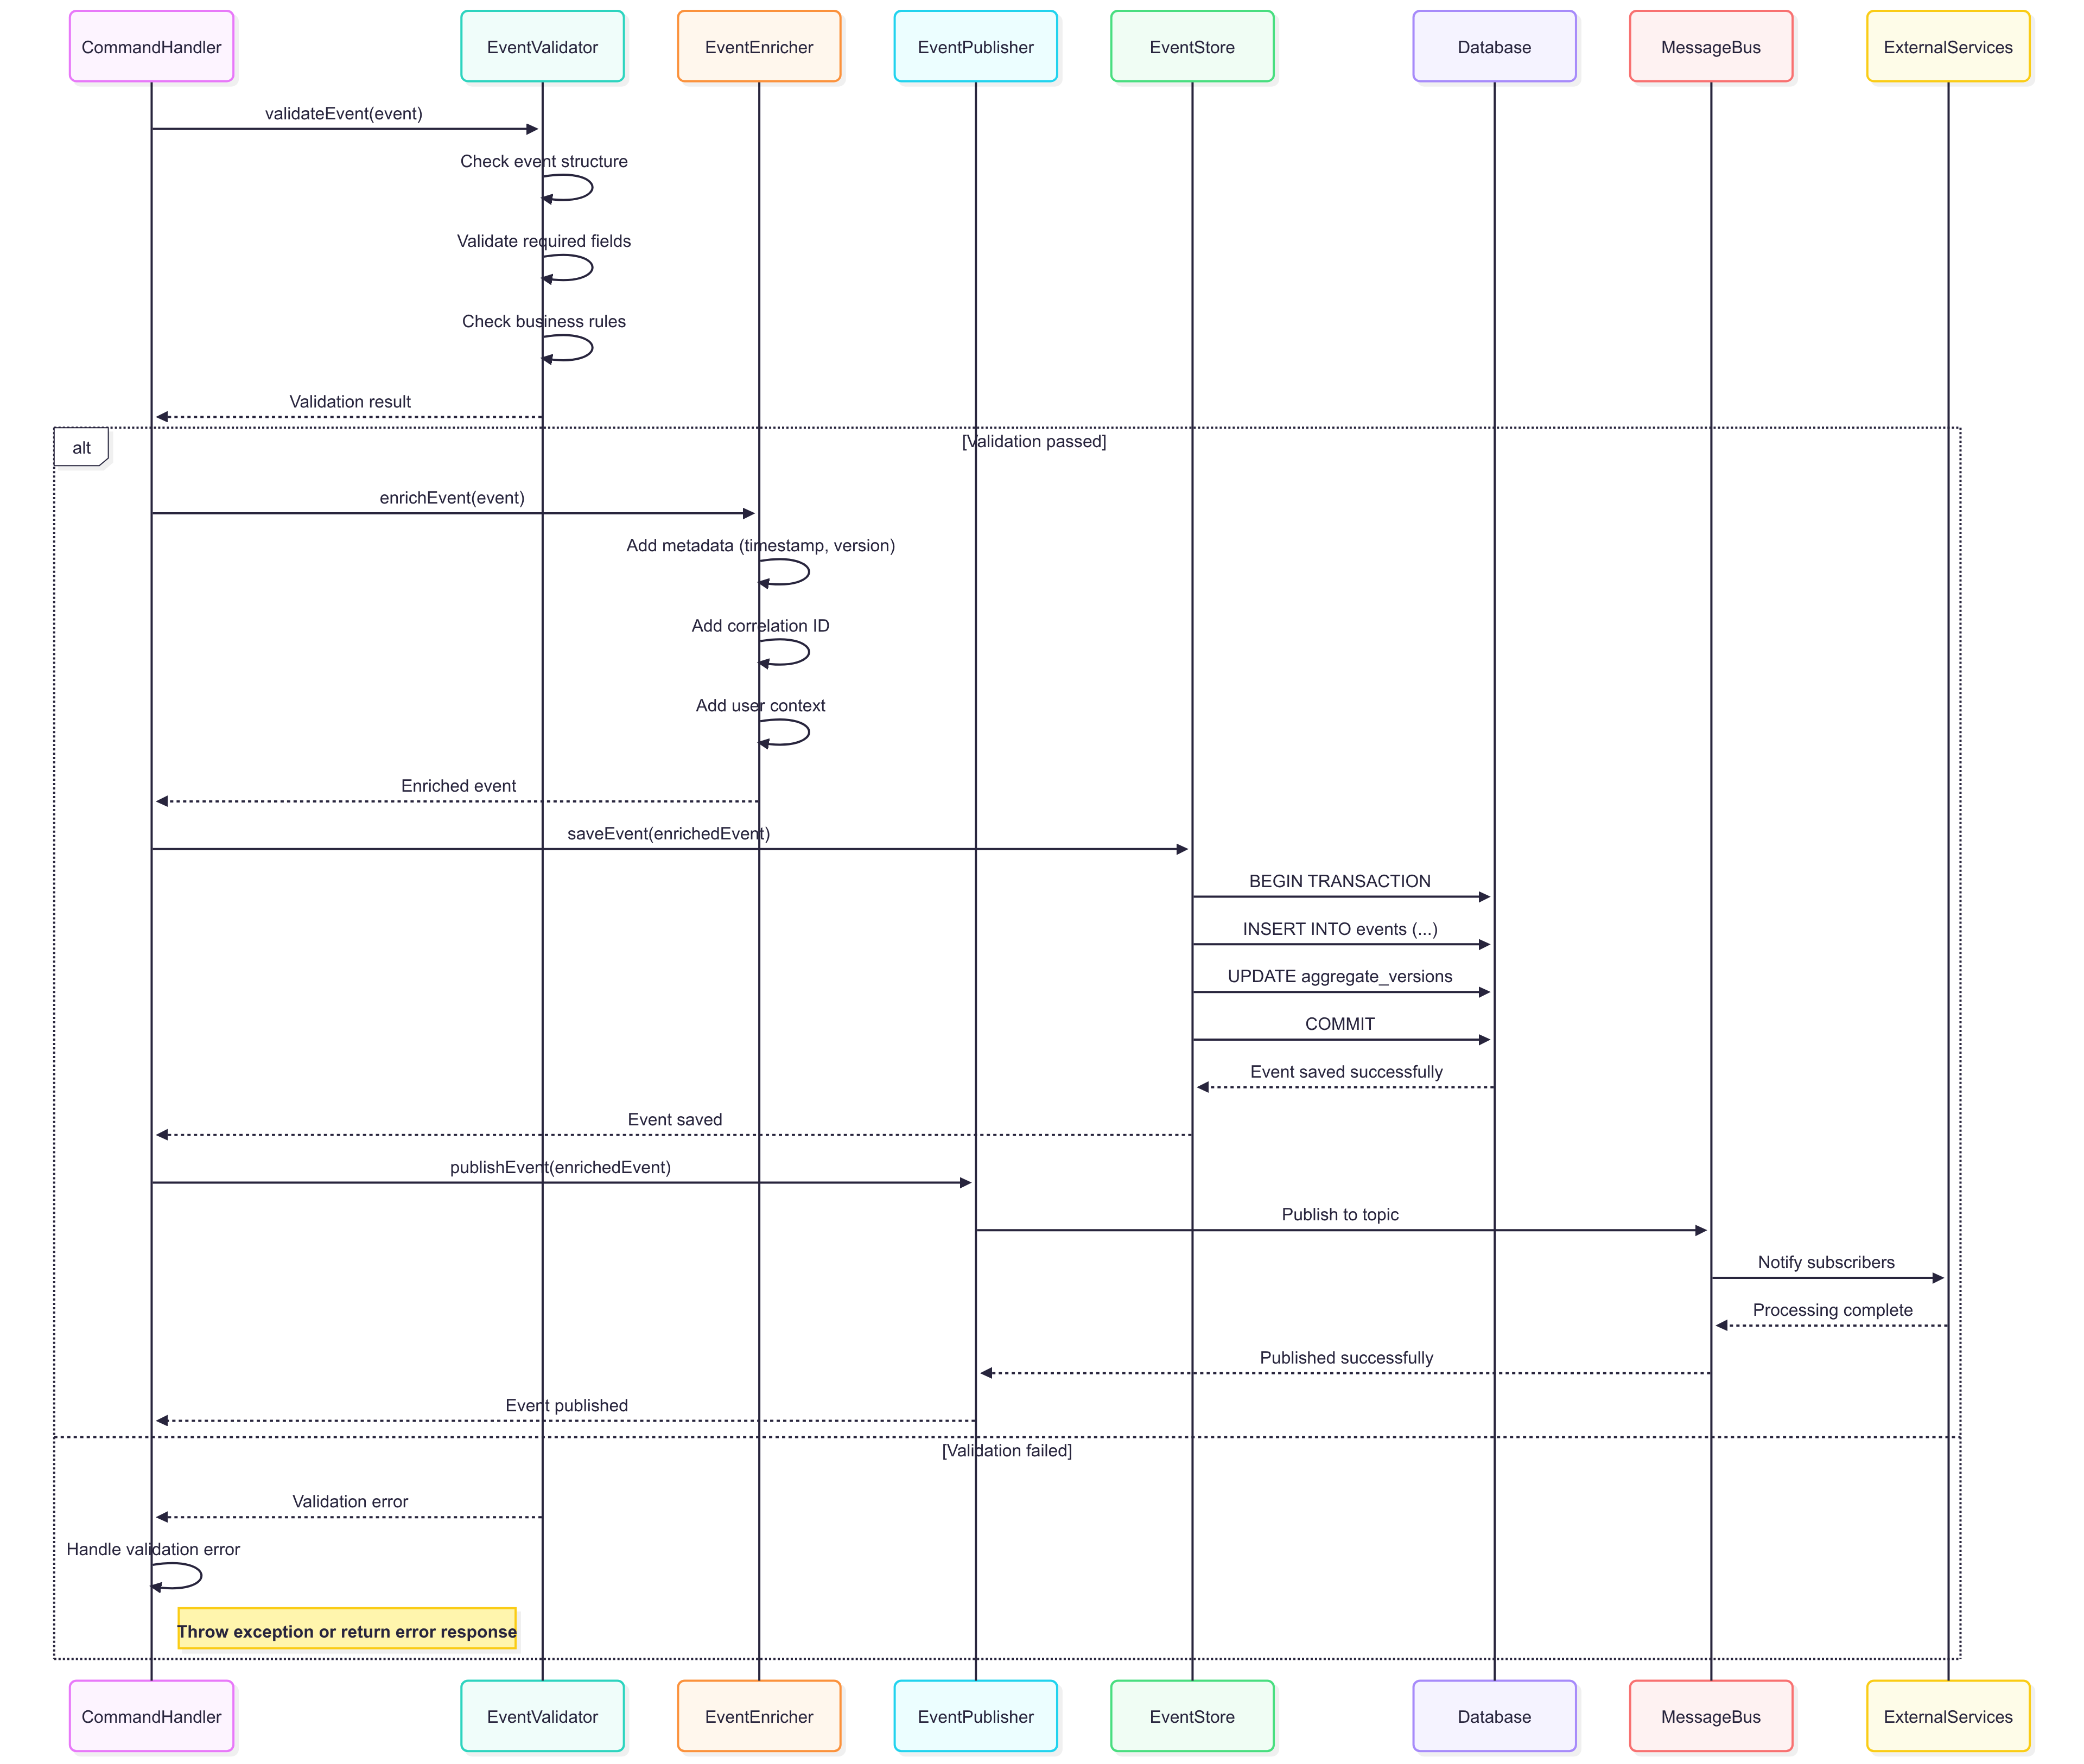 CommandHandler
EventValidator
EventEnricher
EventPublisher
EventStore
Database
MessageBus
ExternalServices
validateEvent(event)
Check event structure
Validate required fields
Check business rules
Validation result
alt
[Validation passed]
enrichEvent(event)
Add metadata (timestamp, version)
Add correlation ID
Add user context
Enriched event
saveEvent(enrichedEvent)
BEGIN TRANSACTION
INSERT INTO events (...)
UPDATE aggregate_versions
COMMIT
Event saved successfully
Event saved
publishEvent(enrichedEvent)
Publish to topic
Notify subscribers
Processing complete
Published successfully
Event published
[Validation failed]
Validation error
Handle validation error
Throw exception or return error response
CommandHandler
EventValidator
EventEnricher
EventPublisher
EventStore
Database
MessageBus
ExternalServices